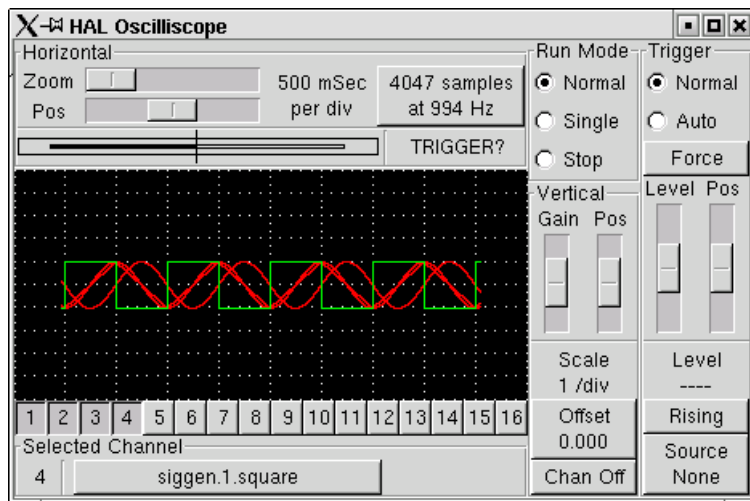 HAL Oscilliscope
Horizontal
Zoom
Pos
500 mSec
per div
4047 samples
at 994 Hz
TRIGGER?
Run Mode
Normal
Single
Stop
Trigger
Normal
Auto
Force
Vertical
Gain Pos
Level Pos
Scale
1 /div
Offset
0.000
Chan Off
Level
----
Rising
Source
None
1 2 3 4 5 6 7 8 9 10 11 12 13 14 15 16
Selected Channel
4 siggen.1.square